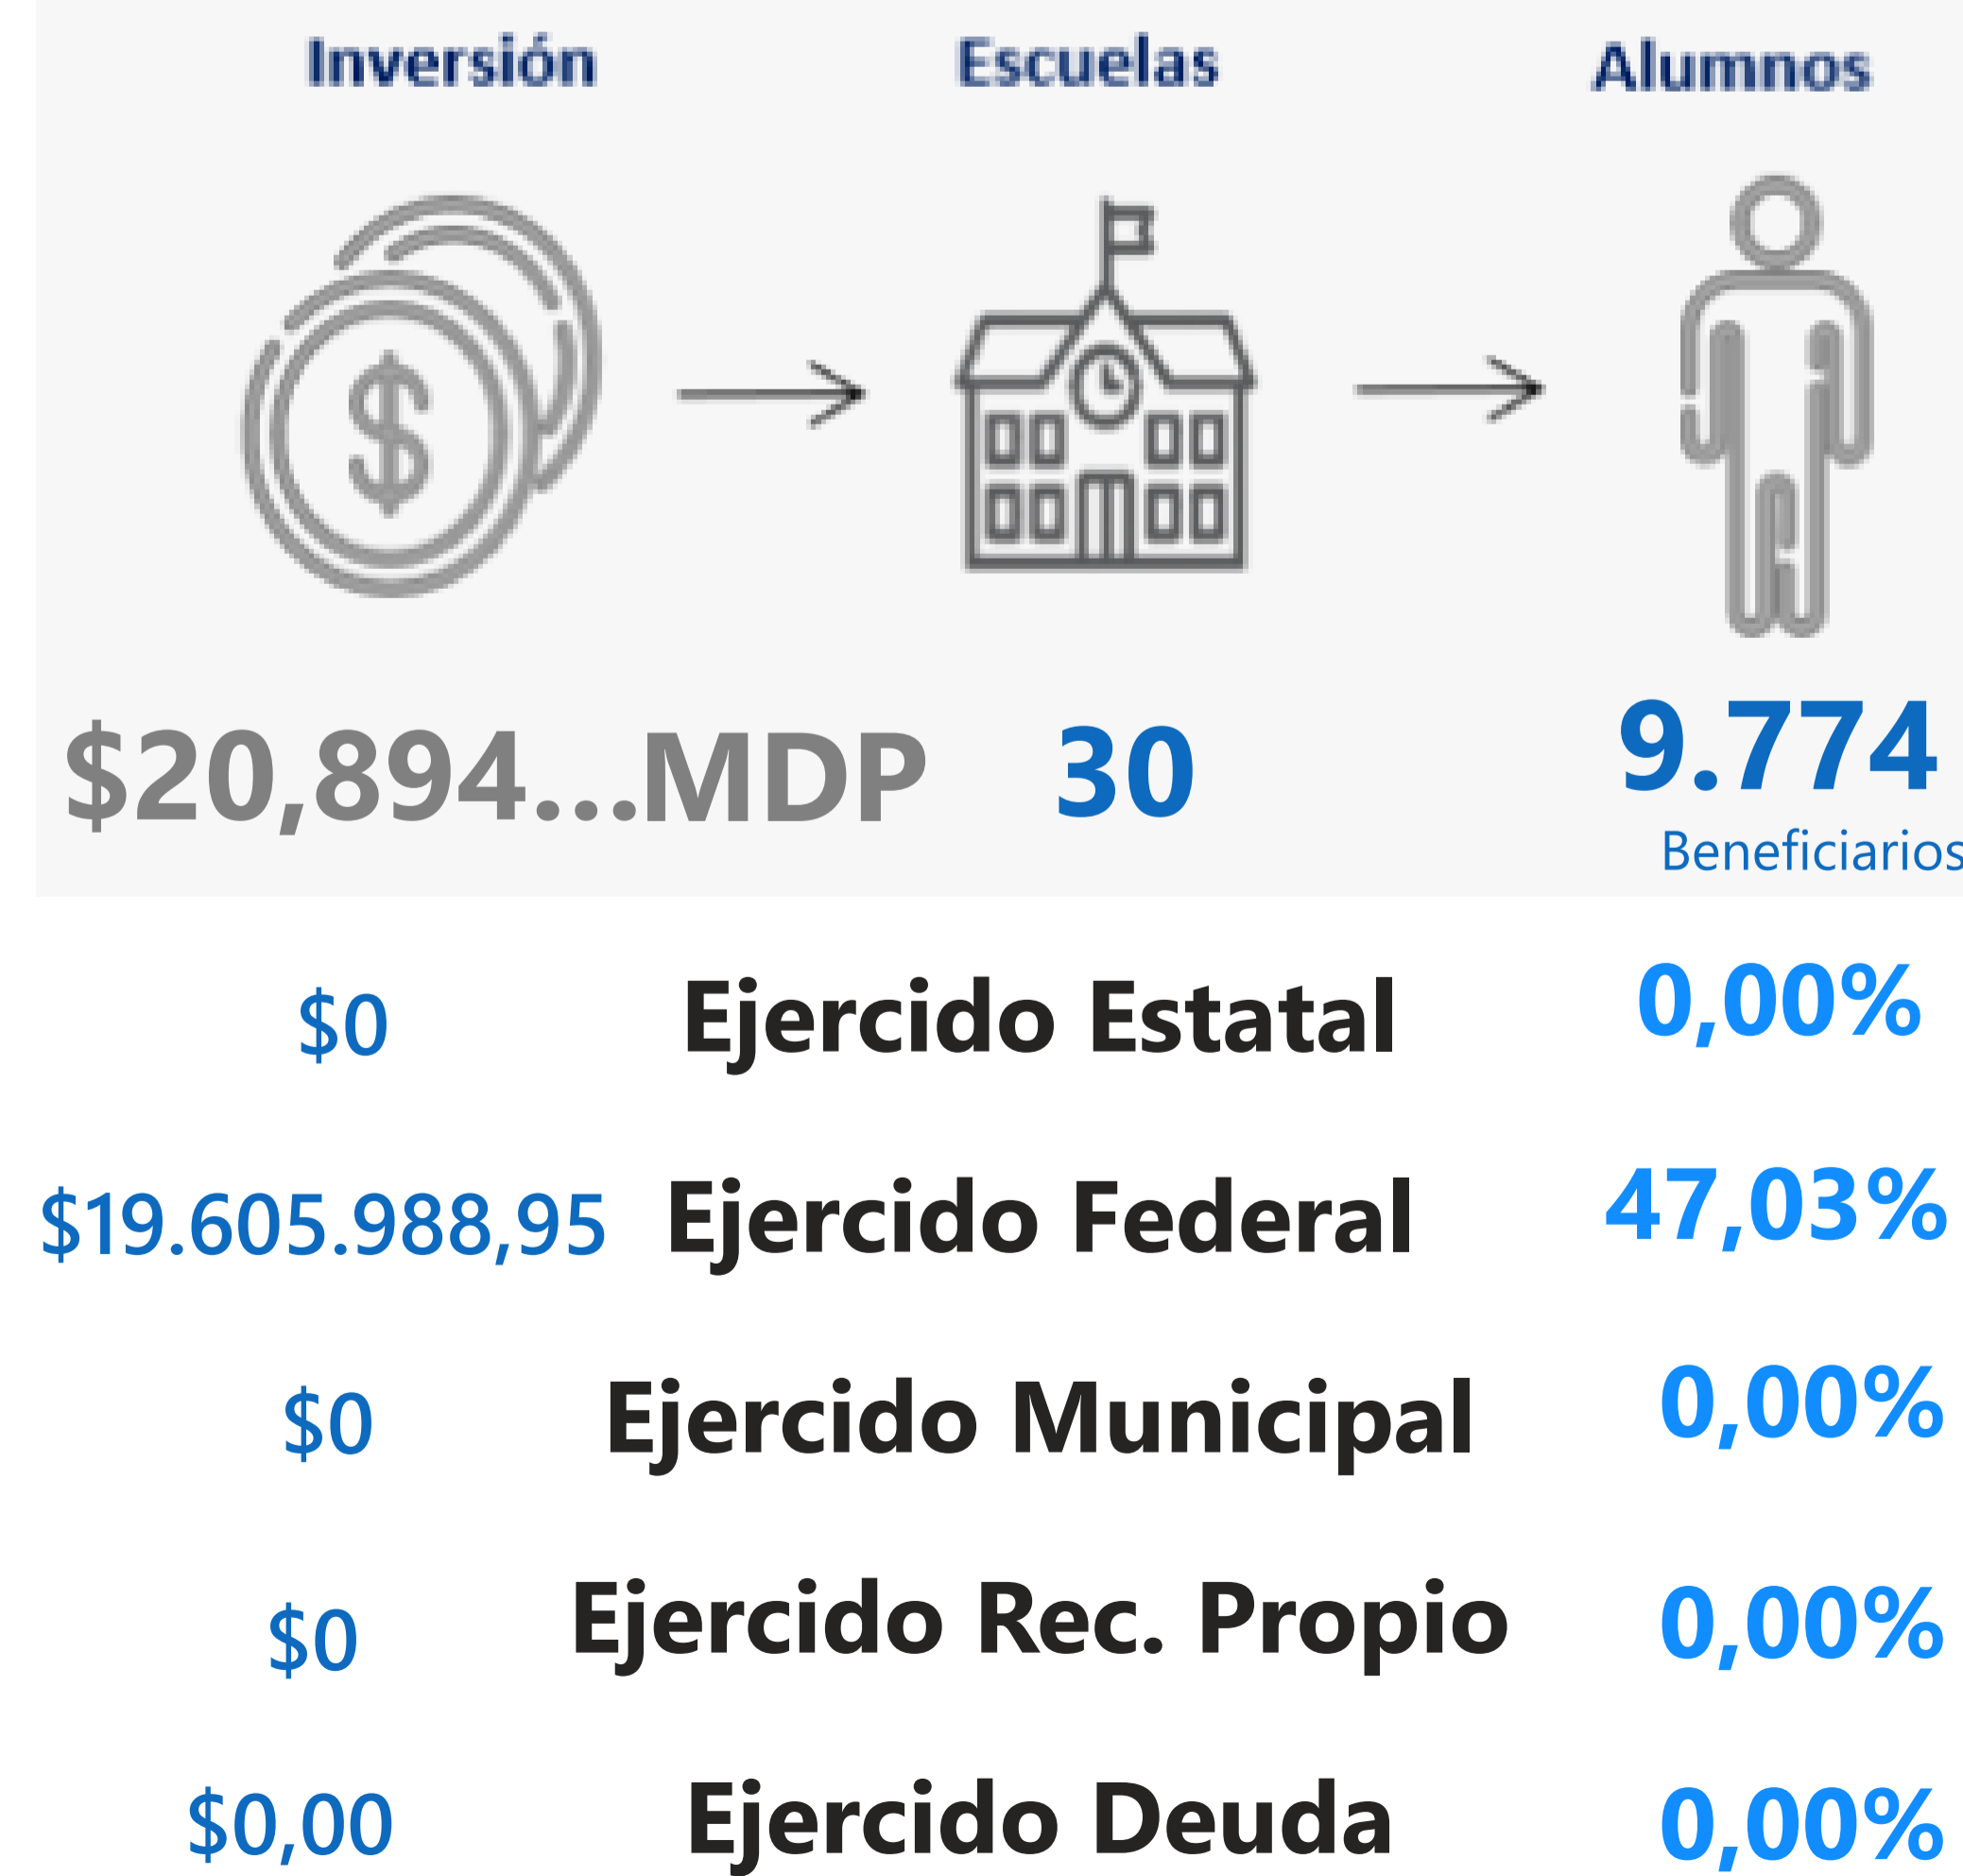 Inversión Escuelas Alumnos
$20,894...MDP 30 9.774
Beneficiarios
$0 Ejercido Estatal 0,00%
$19.605.988,95 Ejercido Federal 47,03%
$0 Ejercido Municipal 0,00%
$0 Ejercido Rec. Propio 0,00%
$0,00 Ejercido Deuda 0,00%